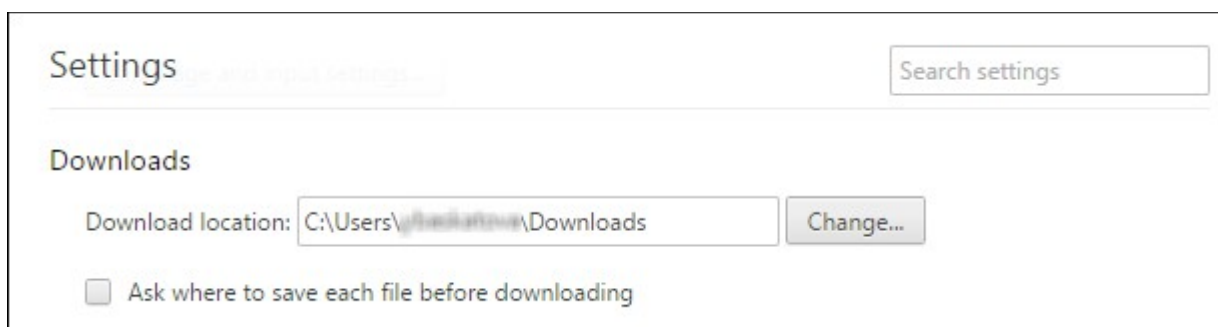 Settings
Search settings
Downloads
Download location: C:\Users\ \Downloads Change...
Ask where to save each file before downloading